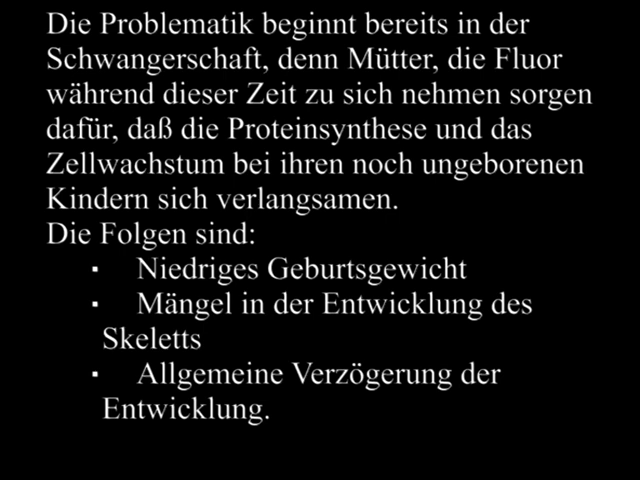 Die Problematik beginnt bereits in der
Schwangerschaft, denn Mütter, die Fluor
während dieser Zeit zu sich nehmen sorgen
dafür, daß die Proteinsynthese und das
Zellwachstum bei ihren noch ungeborenen
Kindern sich verlangsamen.
Die Folgen sind:
▪ Niedriges Geburtsgewicht
▪ Mängel in der Entwicklung des
Skeletts
▪ Allgemeine Verzögerung der
Entwicklung.